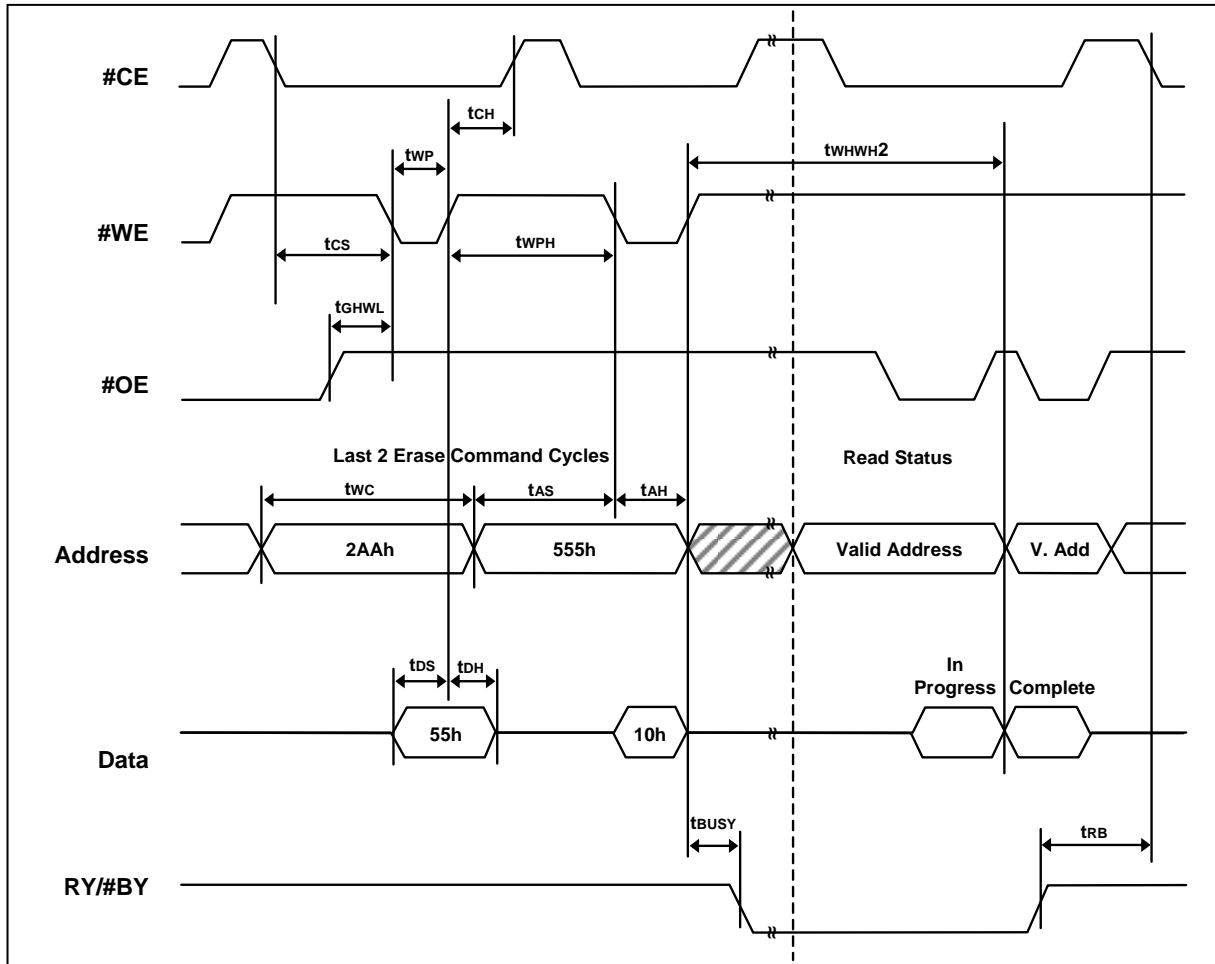 #CE
tCH
tWP
tWHWH2
#WE
tCS
tWPH
tGHWL
#OE
Last 2 Erase Command Cycles
Read Status
tWC
tAS
tAH
Address
2AAh
555h
Valid Address
V. Add
tDS
tDH
In
Progress
Complete
55h
10h
Data
tBUSY
tRB
RY/#BY